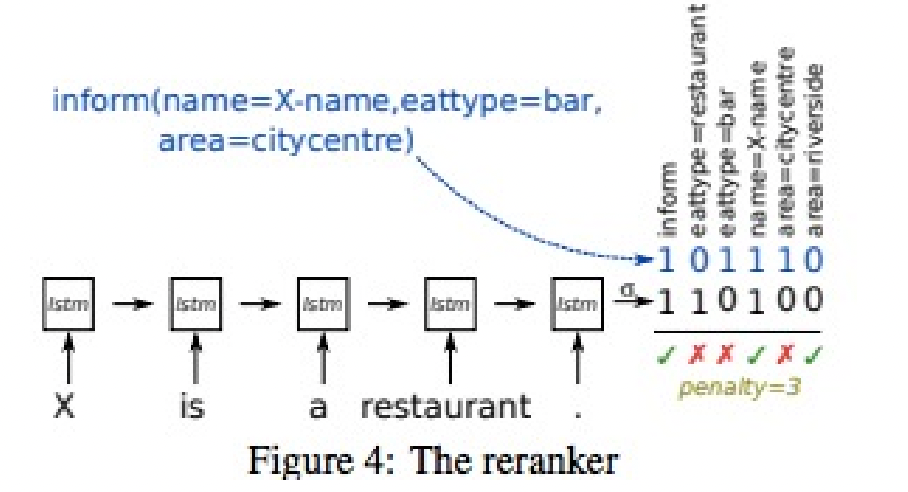 inform
eattype=restaurant
eattype=bar
name=X-name
area=citycentre
area=riverside
inform(name=X-name,eattype=bar,
area=citycentre)
1 0 1 1 1 0
lstm lstm lstm lstm lstm σ 1 1 0 1 0 0
✓ ✗ ✗ ✓ ✗ ✓
penalty=3
X is a restaurant .
Figure 4: The reranker